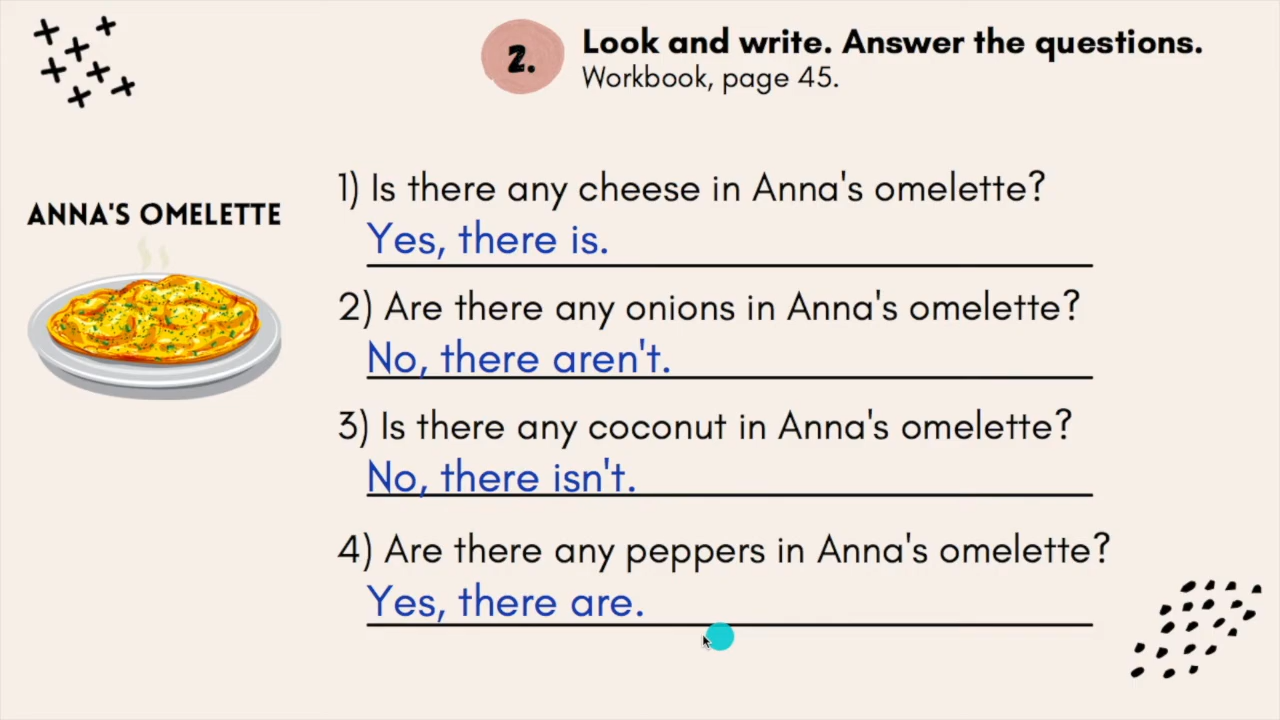 2.
Look and write. Answer the questions.
Workbook, page 45.
ANNA'S OMELETTE
1) Is there any cheese in Anna's omelette?
Yes, there is.
2) Are there any onions in Anna's omelette?
No, there aren't.
3) Is there any coconut in Anna's omelette?
No, there isn't.
4) Are there any peppers in Anna's omelette?
Yes, there are.